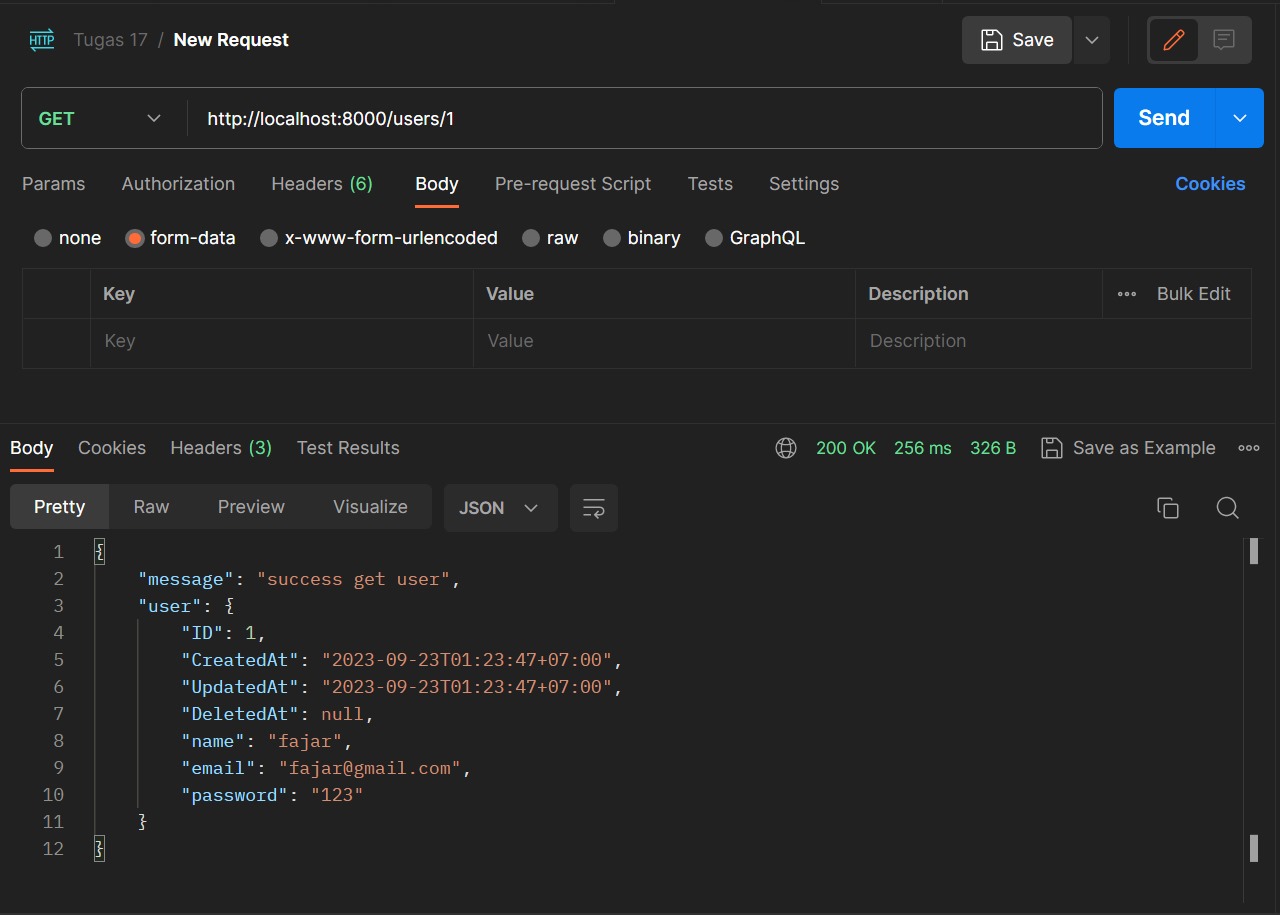 HTTP Tugas 17 / New Request Save
GET http://localhost:8000/users/1 Send
Params Authorization Headers (6) Body Pre-request Script Tests Settings Cookies
none form-data x-www-form-urlencoded raw binary GraphQL
Key Value Description Bulk Edit
Key Value Description
Body Cookies Headers (3) Test Results 200 OK 256 ms 326 B Save as Example
Pretty Raw Preview Visualize JSON
1 {
2 "message": "success get user",
3 "user": {
4 "ID": 1,
5 "CreatedAt": "2023-09-23T01:23:47+07:00",
6 "UpdatedAt": "2023-09-23T01:23:47+07:00",
7 "DeletedAt": null,
8 "name": "fajar",
9 "email": "fajar@gmail.com",
10 "password": "123"
11 }
12 }